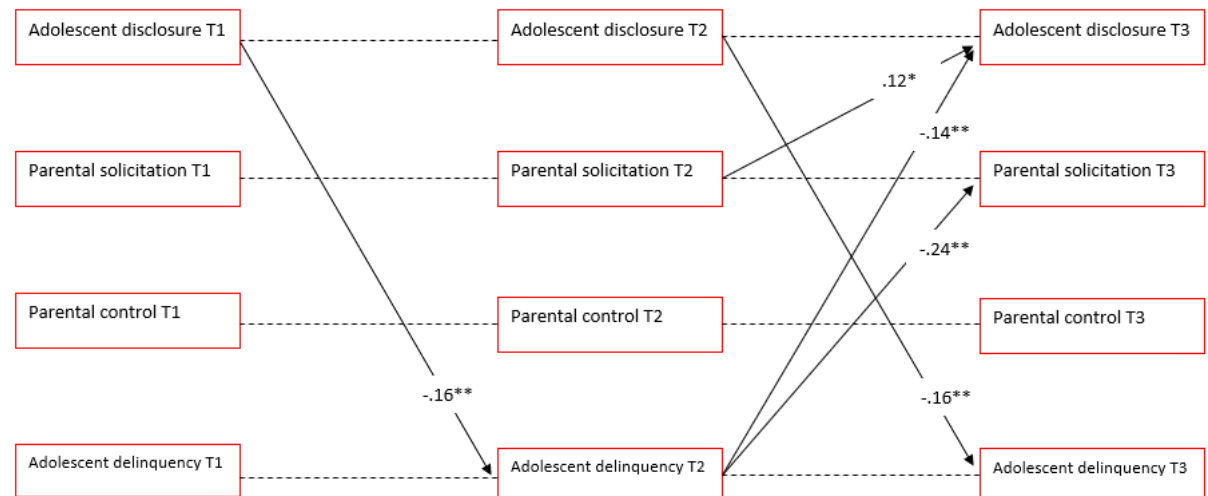 Adolescent disclosure T1
Adolescent disclosure T2
Adolescent disclosure T3
.12*
-.14**
Parental solicitation T1
Parental solicitation T2
Parental solicitation T3
-.24**
Parental control T1
Parental control T2
Parental control T3
-.16**
-.16**
Adolescent delinquency T1
Adolescent delinquency T2
Adolescent delinquency T3